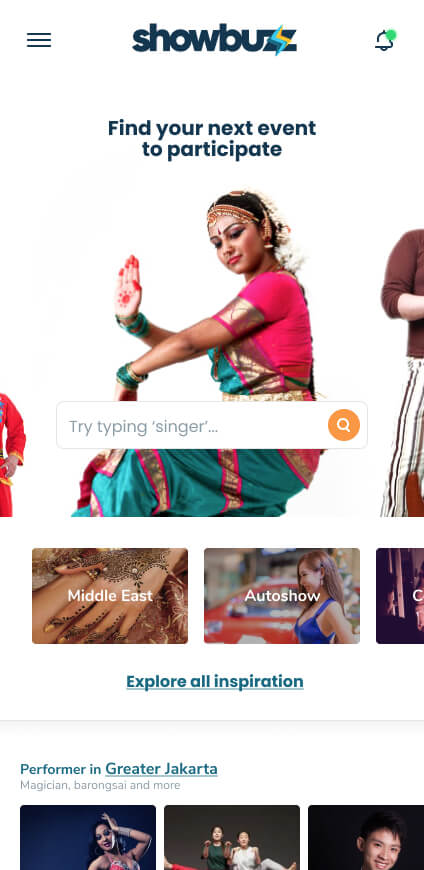 showbuzz
Find your next event
to participate
Try typing ‘singer’...
Middle East
Autoshow
Explore all inspiration
Performer in Greater Jakarta
Magician, barongsai and more